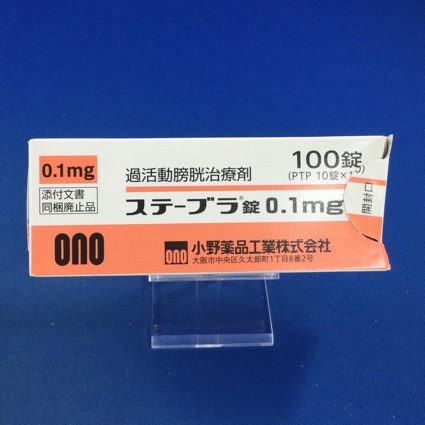 0.1mg
過活動膀胱治療剤
100錠
(PTP 10錠×
添付文書
同梱廃止品
ステーブラ®錠 0.1mg
開封口
ono
ono 小野薬品工業株式会社
大阪市中央区久太郎町1丁目8番2号